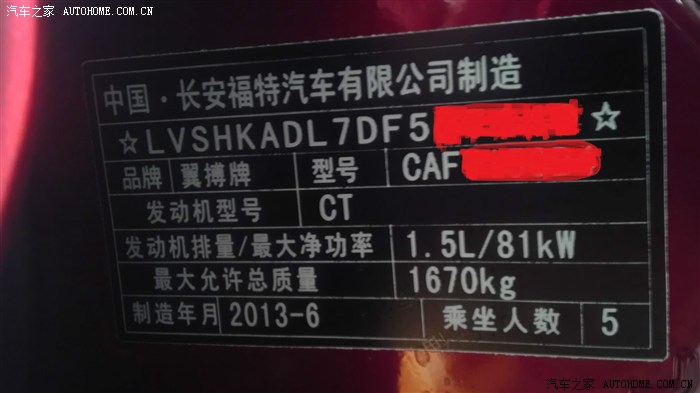 汽车之家 AUTOHOME.COM.CN
中国·长安福特汽车有限公司制造
☆LVSHKADL7DF5 ☆
品牌 翼搏牌 型号 CAF
发动机型号 CT
发动机排量/最大净功率 1.5L/81kW
最大允许总质量 1670kg
制造年月 2013-6 乘坐人数 5
汽车之家 AUTOHOME.COM.CN